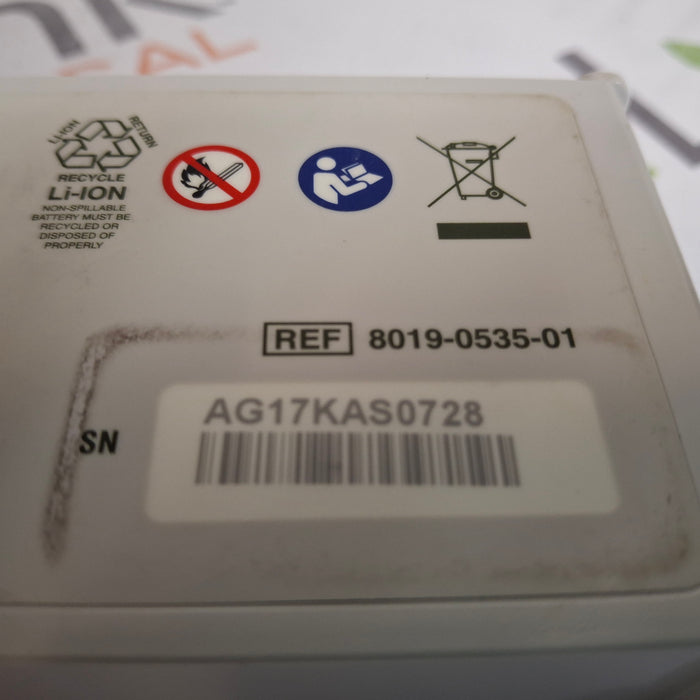 CAL
Li-ION
RETURN
RECYCLE
Li-ION
NON-SPILLABLE
BATTERY MUST BE
RECYCLED OR
DISPOSED OF
PROPERLY
REF 8019-0535-01
AG17KAS0728
SN